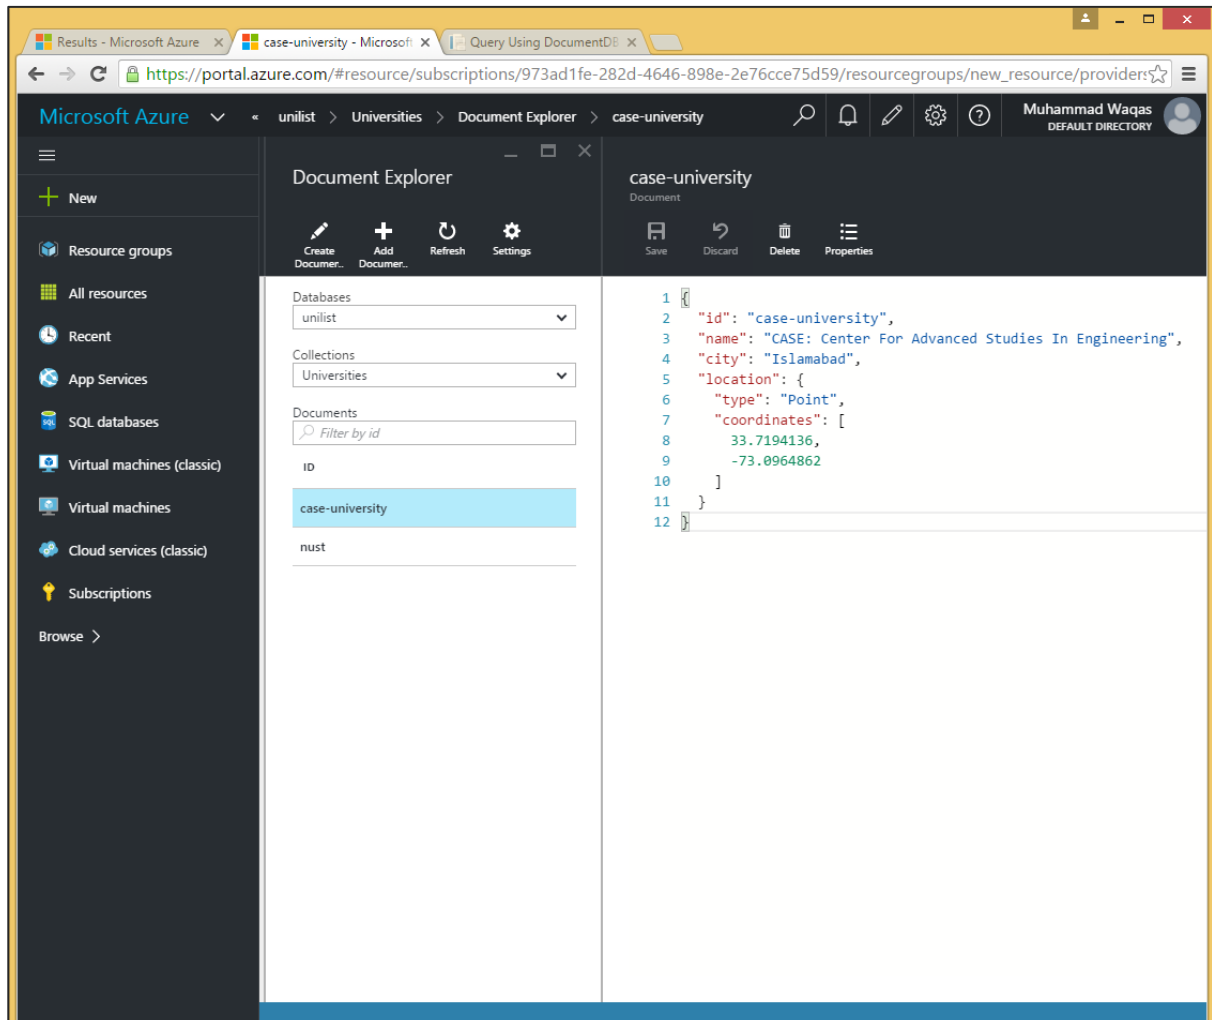 Results - Microsoft Azure
case-university - Microsoft
Query Using DocumentDB
https://portal.azure.com/#resource/subscriptions/973ad1fe-282d-4646-898e-2e76cce75d59/resourcegroups/new_resource/providers
Microsoft Azure
unilist > Universities > Document Explorer > case-university
Muhammad Waqas
DEFAULT DIRECTORY
New
Resource groups
All resources
Recent
App Services
SQL databases
Virtual machines (classic)
Virtual machines
Cloud services (classic)
Subscriptions
Browse >
Document Explorer
Create Documer..
Add Documer..
Refresh
Settings
Databases
unilist
Collections
Universities
Documents
Filter by id
ID
case-university
nust
case-university
Document
Save
Discard
Delete
Properties
1 {
2 "id": "case-university",
3 "name": "CASE: Center For Advanced Studies In Engineering",
4 "city": "Islamabad",
5 "location": {
6 "type": "Point",
7 "coordinates": [
8 33.7194136,
9 -73.0964862
10 ]
11 }
12 }